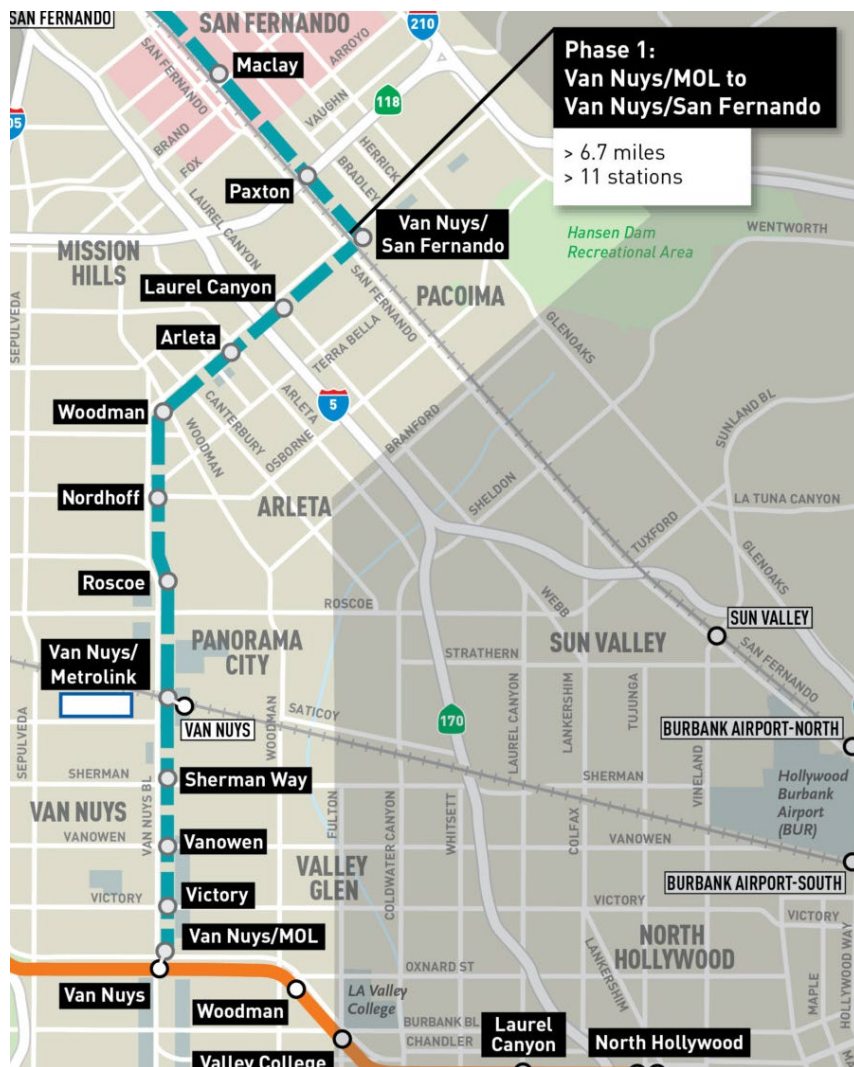 SAN FERNANDO
SAN FERNANDO
210
Phase 1:
Van Nuys/MOL to
Van Nuys/San Fernando
> 6.7 miles
> 11 stations
Maclay
ARROYO
SAN FERNANDO
118
VAUGHN
05
BRAND
FOX
HERRICK
BRADLEY
Paxton
LAUREL CANYON
Van Nuys/
San Fernando
Hansen Dam
Recreational Area
WENTWORTH
MISSION
HILLS
SAN FERNANDO
PACOIMA
Laurel Canyon
SEPULVEDA
Arleta
TERRA BELLA
GLENOAKS
5
ARLETA
CANTERBURY
Woodman
WOODMAN
OSBORNE
BRANFORD
SUNLAND BL
Nordhoff
ARLETA
SHELDON
LA TUNA CANYON
TUXFORD
GLENOAKS
Roscoe
ROSCOE
WEBB
SUN VALLEY
SAN FERNANDO
PANORAMA
CITY
STRATHERN
SUN VALLEY
Van Nuys/
Metrolink
VAN NUYS
SATICOY
WOODMAN
170
LAUREL CANYON
LANKERSHIM
TUJUNGA
BURBANK AIRPORT-NORTH
SEPULVEDA
SHERMAN
VAN NUYS BL
Sherman Way
SHERMAN
VINELAND
Hollywood
Burbank
Airport
(BUR)
VAN NUYS
VANOWEN
Vanowen
FULTON
COLDWATER CANYON
WHITSETT
COLFAX
VANOWEN
VALLEY
GLEN
BURBANK AIRPORT-SOUTH
VICTORY
Victory
VICTORY
VICTORY
Van Nuys/MOL
NORTH
HOLLYWOOD
LANKERSHIM
MAPLE
HOLLYWOOD WAY
OXNARD ST
Van Nuys
Woodman
LA Valley
College
BURBANK BL
CHANDLER
Laurel
Canyon
North Hollywood
Valley College